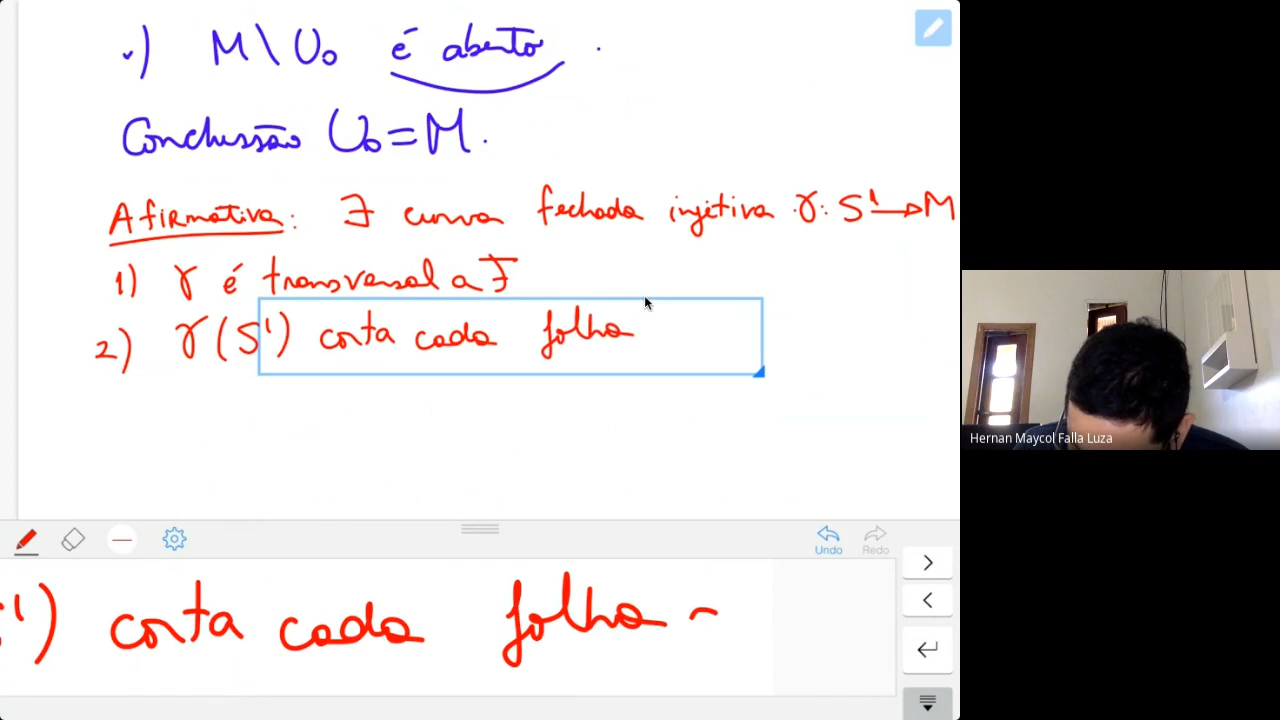 ·) M \ U₀ é aberto.
Conclussão U₀ = M.
Afirmativa: ∃ curva fechada injetiva γ: S¹ → M
1) γ é transversal a F
2) γ(S¹) corta cada folha
Hernan Maycol Falla Luza
Undo
Redo
¹) corta cada folha